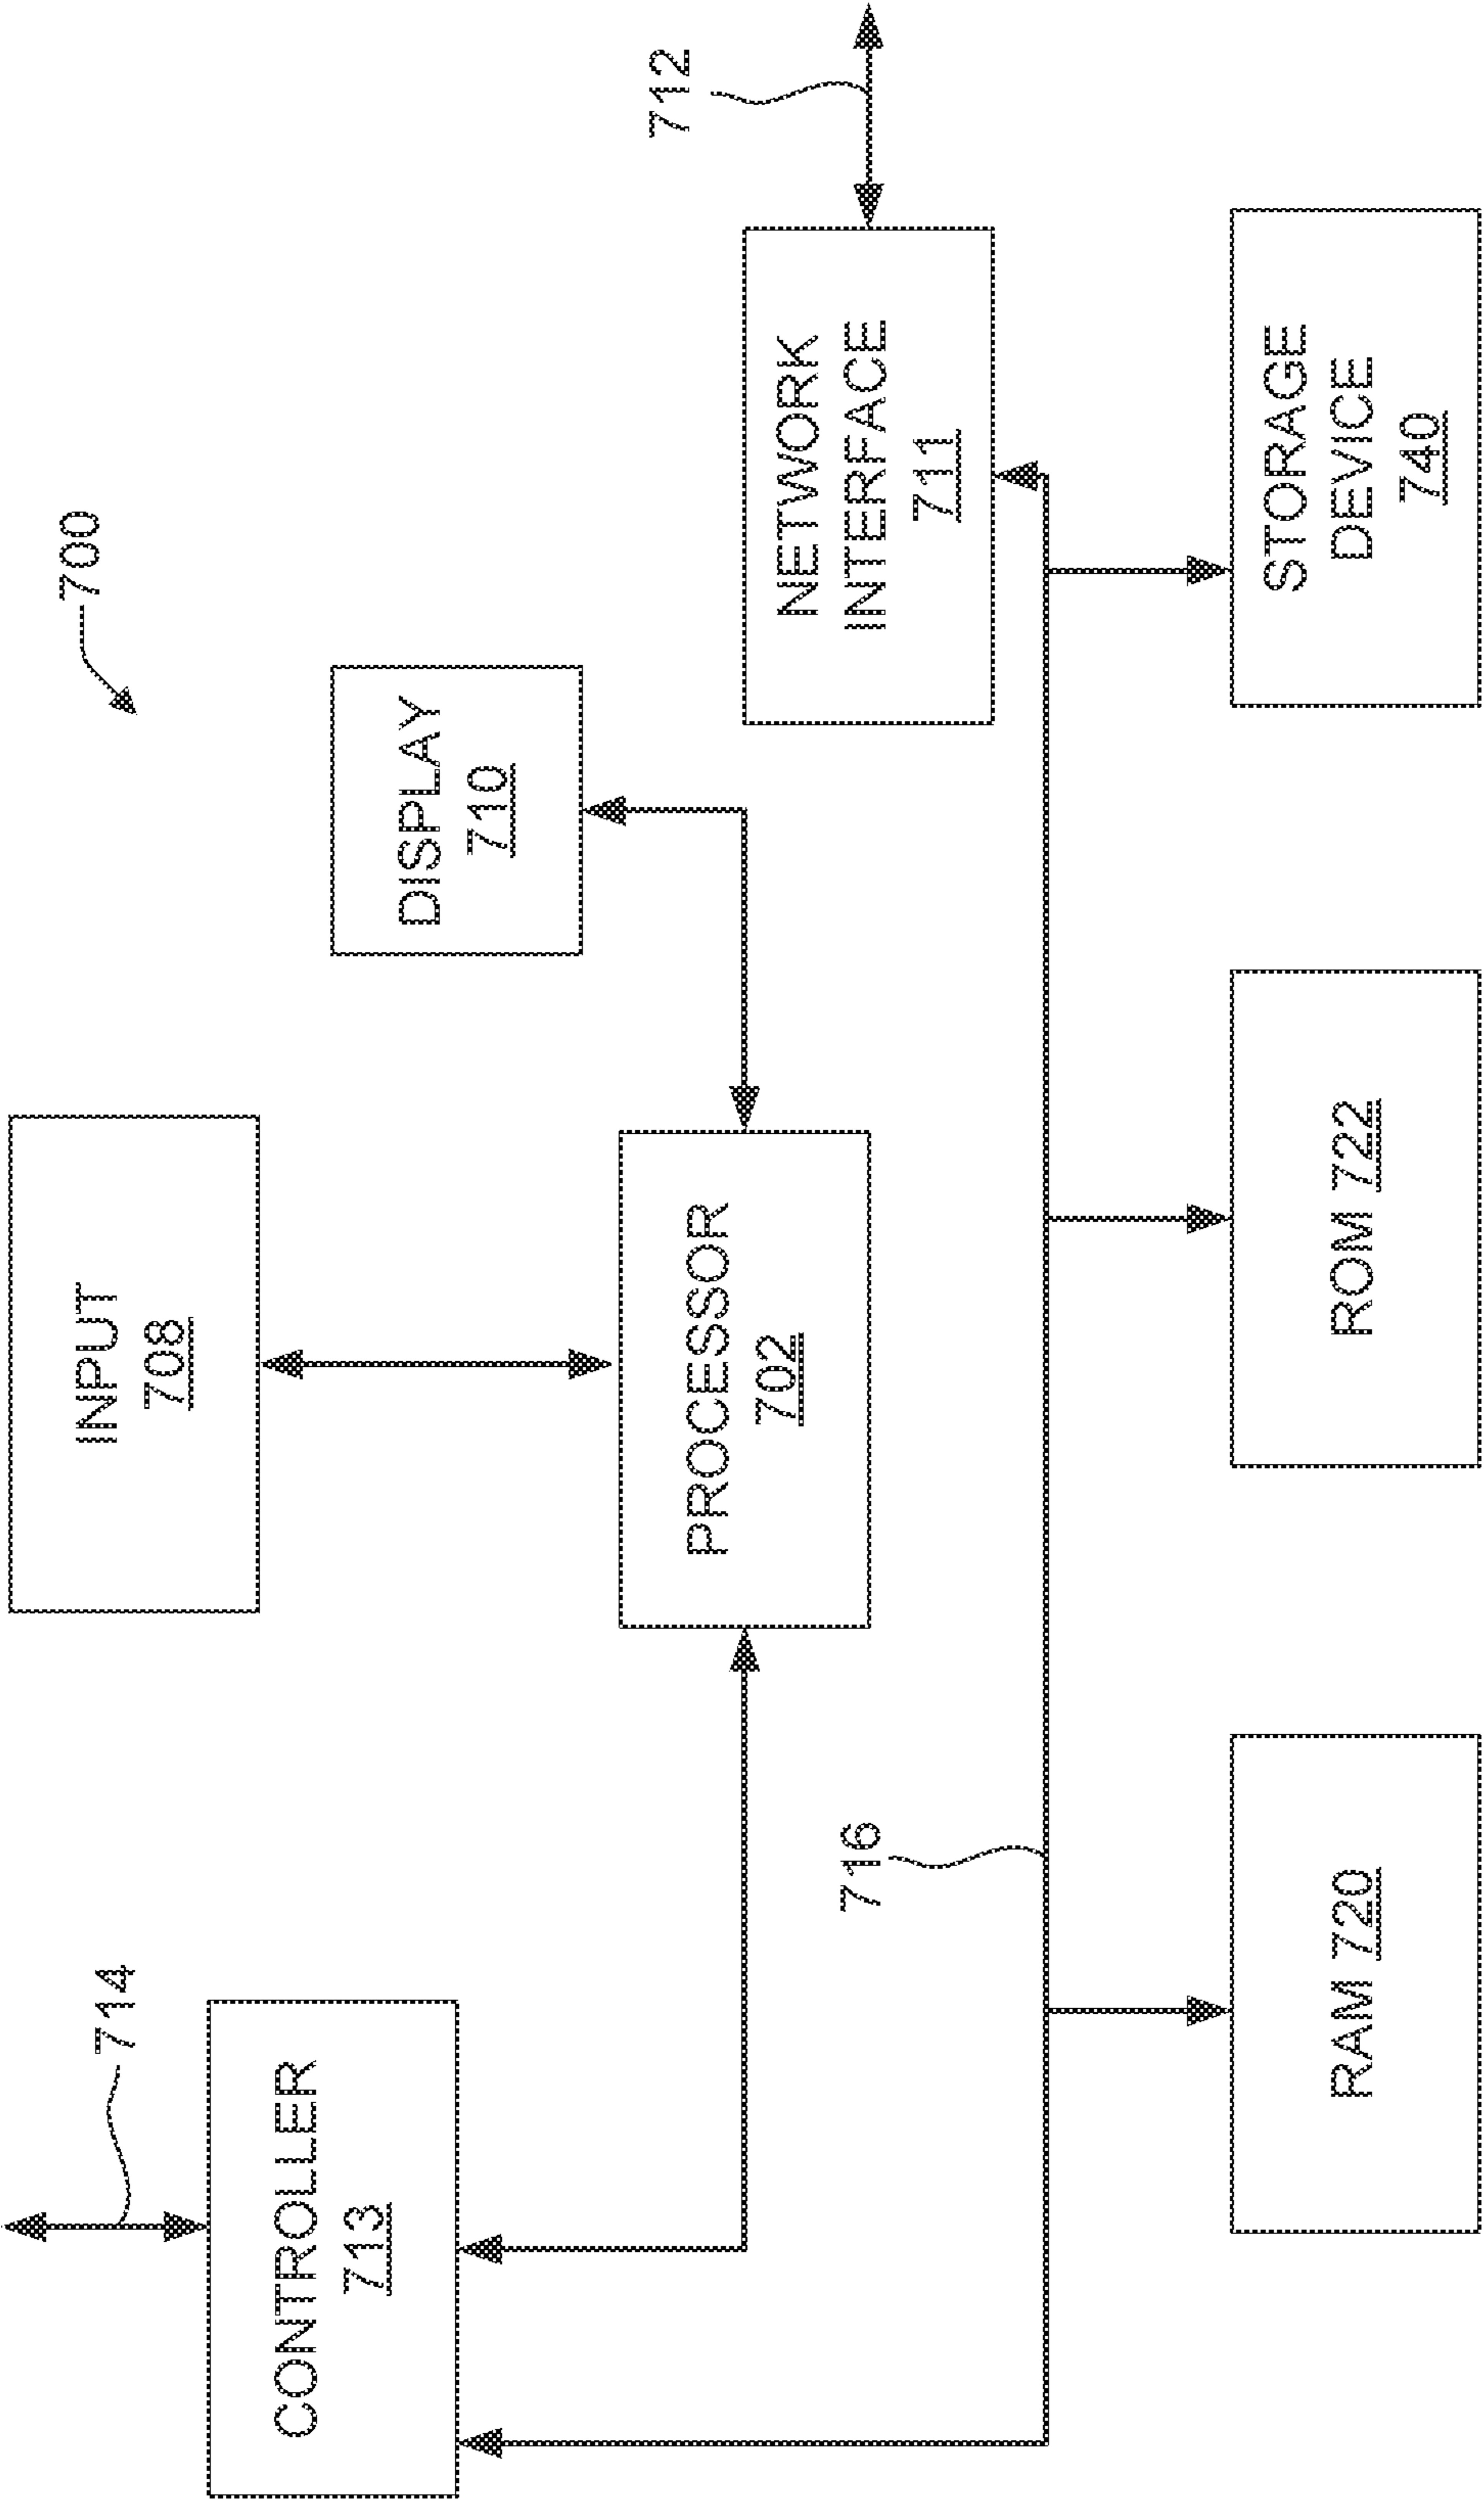 700
714
INPUT
708
CONTROLLER
713
DISPLAY
710
712
PROCESSOR
702
NETWORK
INTERFACE
711
716
RAM 720
ROM 722
STORAGE
DEVICE
740